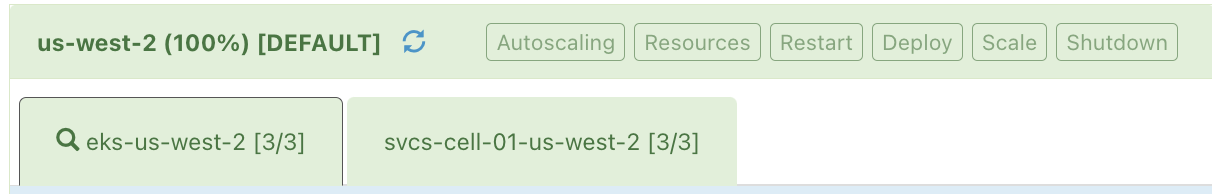 us-west-2 (100%) [DEFAULT] Autoscaling Resources Restart Deploy Scale Shutdown
eks-us-west-2 [3/3] svcs-cell-01-us-west-2 [3/3]